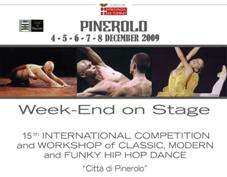 PINEROLO
4 - 5 - 6 - 7 - 8 DECEMBER 2009
Week-End on Stage
15th INTERNATIONAL COMPETITION
and WORKSHOP of CLASSIC, MODERN
and FUNKY HIP HOP DANCE
"Città di Pinerolo"